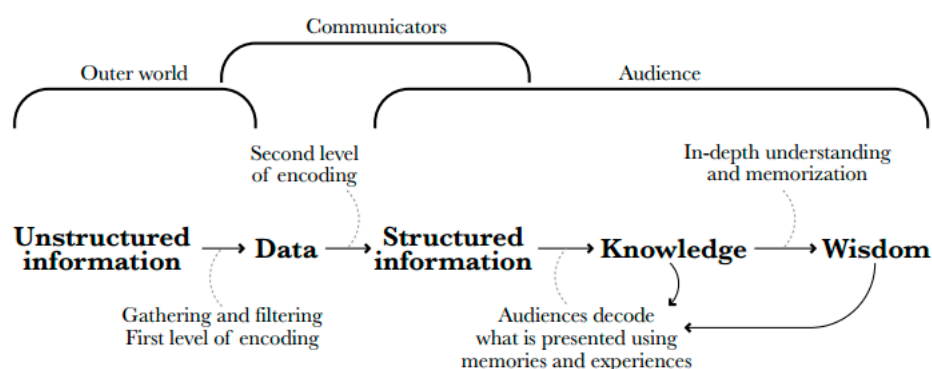 Communicators
Outer world
Audience
Second level
of encoding
In-depth understanding
and memorization
Unstructured
information
Data
Structured
information
Knowledge
Wisdom
Gathering and filtering
First level of encoding
Audiences decode
what is presented using
memories and experiences